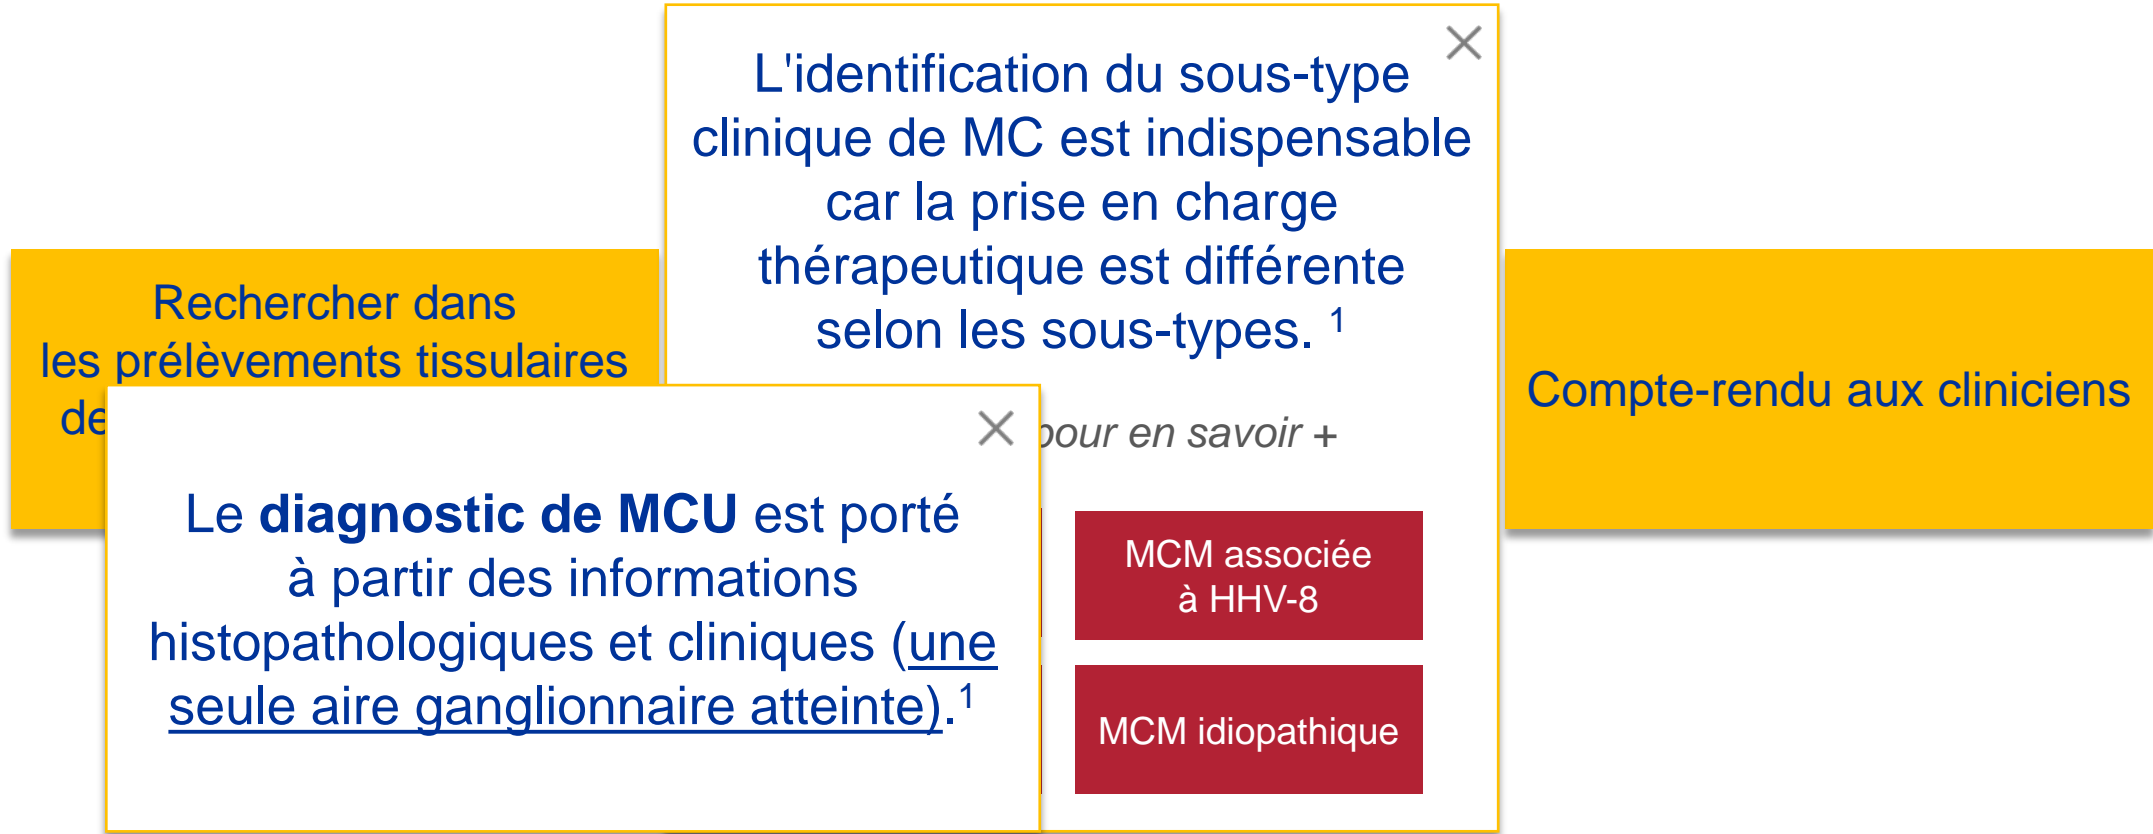 L'identification du sous-type
clinique de MC est indispensable
car la prise en charge
thérapeutique est différente
selon les sous-types. 1
pour en savoir +
MCM associée
à HHV-8
MCM idiopathique
Rechercher dans
les prélèvements tissulaires
Le diagnostic de MCU est porté
à partir des informations
histopathologiques et cliniques (une
seule aire ganglionnaire atteinte).1
Compte-rendu aux cliniciens